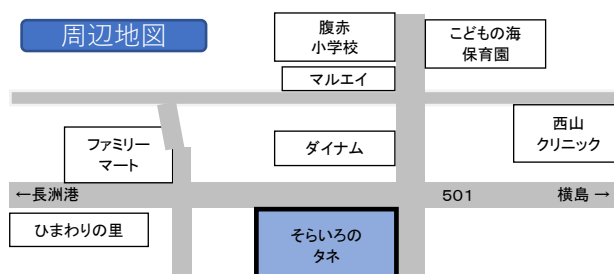 周辺地図
腹赤
小学校
こどもの海
保育園
マルエイ
西山
クリニック
ファミリー
マート
ダイナム
←長洲港
501
横島→
ひまわりの里
そらいろの
タネ